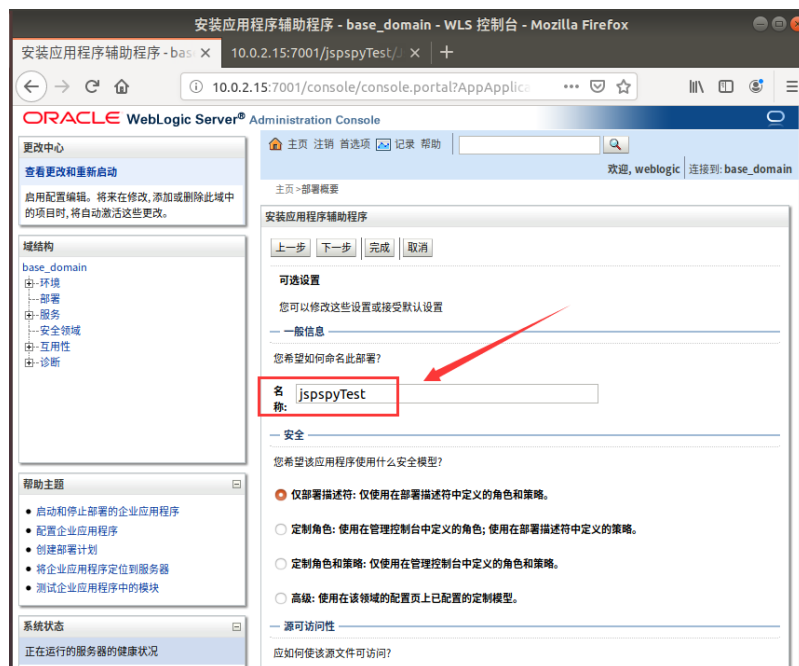 安装应用程序辅助程序 - base_domain - WLS 控制台 - Mozilla Firefox
安装应用程序辅助程序 - bas
10.0.2.15:7001/jspspyTest/J
10.0.2.15:7001/console/console.portal?AppApplica
ORACLE WebLogic Server® Administration Console
更改中心
查看更改和重新启动
启用配置编辑。将来在修改,添加或删除此域中
的项目时,将自动激活这些更改。
域结构
base_domain
环境
部署
服务
安全领域
互用性
诊断
帮助主题
启动和停止部署的企业应用程序
配置企业应用程序
创建部署计划
将企业应用程序定位到服务器
测试企业应用程序中的模块
系统状态
正在运行的服务器的健康状况
主页 注销 首选项 记录 帮助
欢迎, weblogic 连接到: base_domain
主页 >部署概要
安装应用程序辅助程序
上一步 下一步 完成 取消
可选设置
您可以修改这些设置或接受默认设置
一般信息
您希望如何命名此部署?
名
称:
jspspyTest
安全
您希望该应用程序使用什么安全模型?
仅部署描述符: 仅使用在部署描述符中定义的角色和策略。
定制角色: 使用在管理控制台中定义的角色; 使用在部署描述符中定义的策略。
定制角色和策略: 仅使用在管理控制台中定义的角色和策略。
高级: 使用在该领域的配置页上已配置的定制模型。
源可访问性
应如何使该源文件可访问?